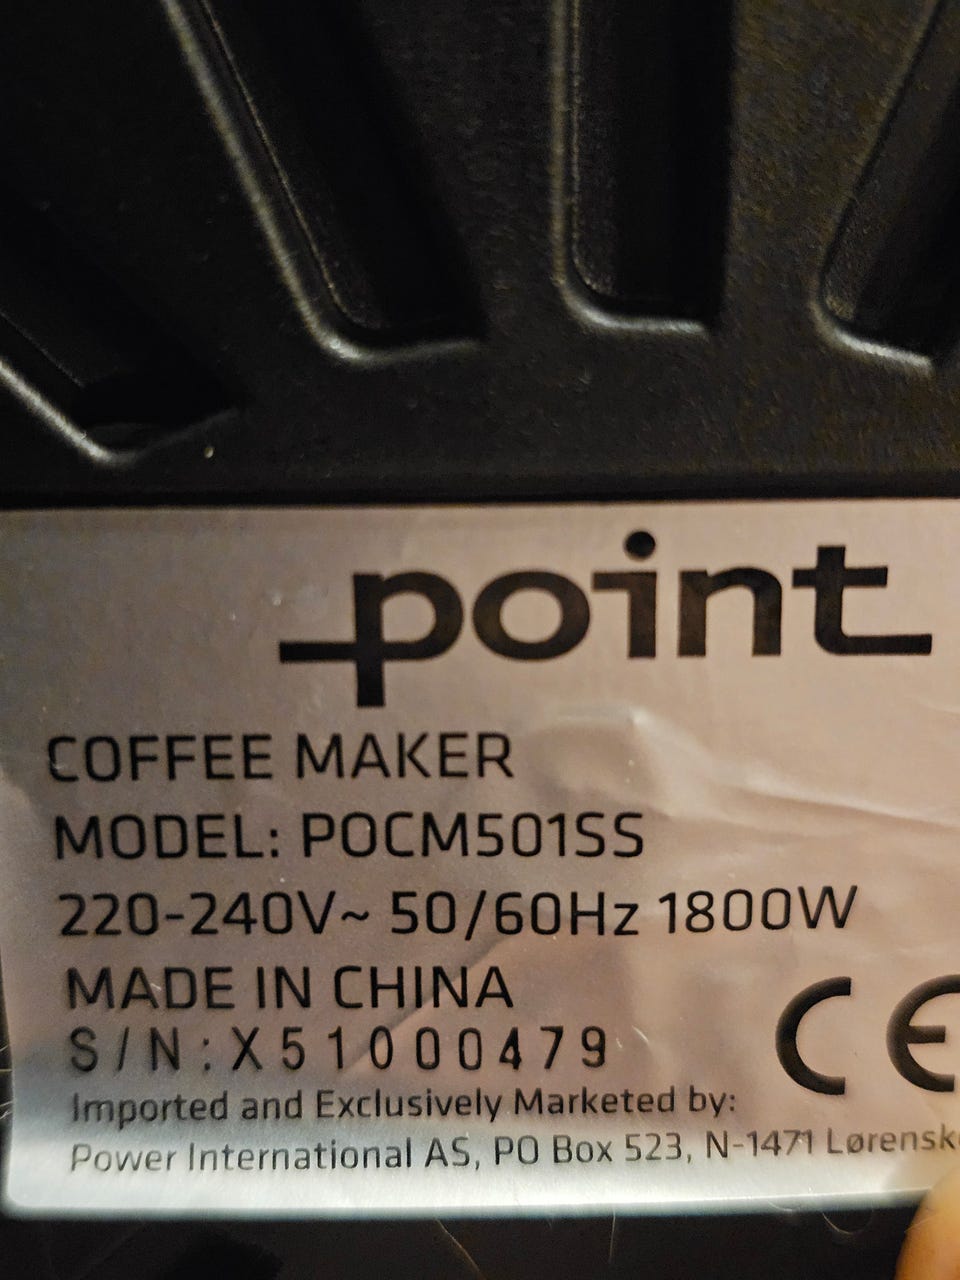 point
COFFEE MAKER
MODEL: POCM501SS
220-240V~ 50/60Hz 1800W
MADE IN CHINA
S/N:X51000479
CE
Imported and Exclusively Marketed by:
Power International AS, PO Box 523, N-1471